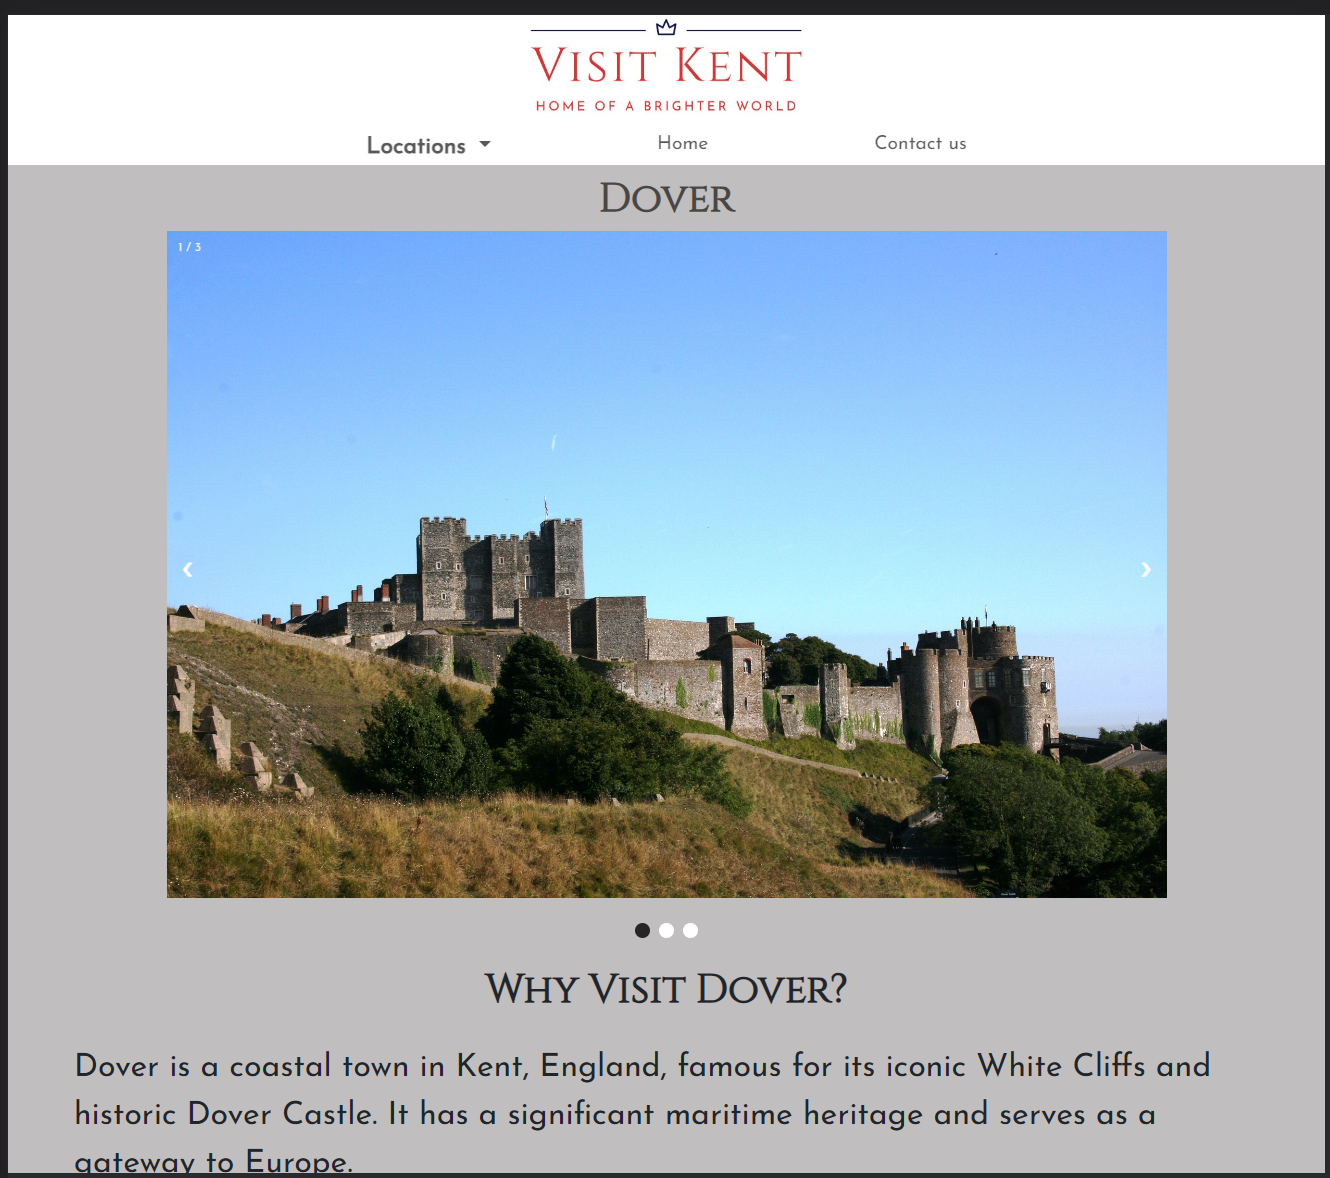 Visit Kent
HOME OF A BRIGHTER WORLD
Locations Home Contact us
Dover
1 / 3
Why Visit Dover?
Dover is a coastal town in Kent, England, famous for its iconic White Cliffs and
historic Dover Castle. It has a significant maritime heritage and serves as a
gateway to Europe.